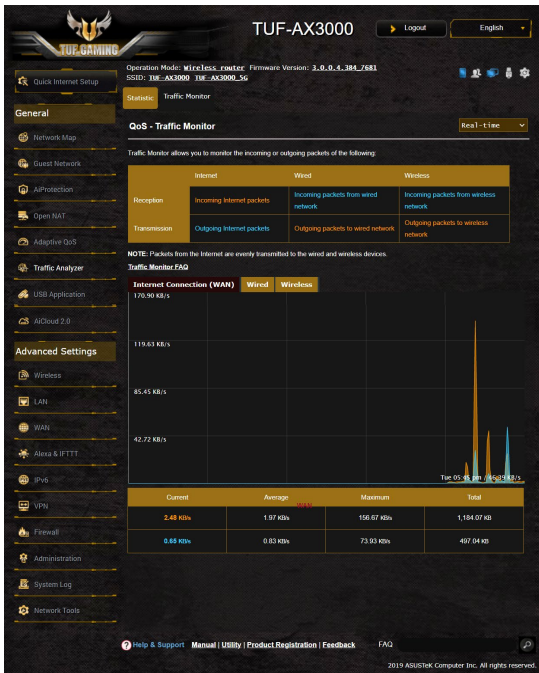 TUF GAMING
TUF-AX3000
Logout
English
Quick Internet Setup
General
Network Map
Guest Network
AiProtection
Open NAT
Adaptive QoS
Traffic Analyzer
USB Application
AiCloud 2.0
Advanced Settings
Wireless
LAN
WAN
Alexa & IFTTT
IPv6
VPN
Firewall
Administration
System Log
Network Tools
Operation Mode: Wireless router Firmware Version: 3.0.0.4.384_7681
SSID: TUF-AX3000 TUF-AX3000_5G
Statistic Traffic Monitor
QoS - Traffic Monitor
Real-time
Traffic Monitor allows you to monitor the incoming or outgoing packets of the following:
Internet Wired Wireless
Reception Incoming Internet packets Incoming packets from wired network Incoming packets from wireless network
Transmission Outgoing Internet packets Outgoing packets to wired network Outgoing packets to wireless network
NOTE: Packets from the Internet are evenly transmitted to the wired and wireless devices.
Traffic Monitor FAQ
Internet Connection (WAN) Wired Wireless
170.90 KB/s
119.63 KB/s
85.45 KB/s
42.72 KB/s
Tue 05:45 pm / 66.89 KB/s
Current Average Maximum Total
2.48 KB/s 1.97 KB/s 156.67 KB/s 1,184.07 KB
0.65 KB/s 0.83 KB/s 73.93 KB/s 497.04 KB
Help & Support Manual | Utility | Product Registration | Feedback FAQ
2019 ASUSTeK Computer Inc. All rights reserved.